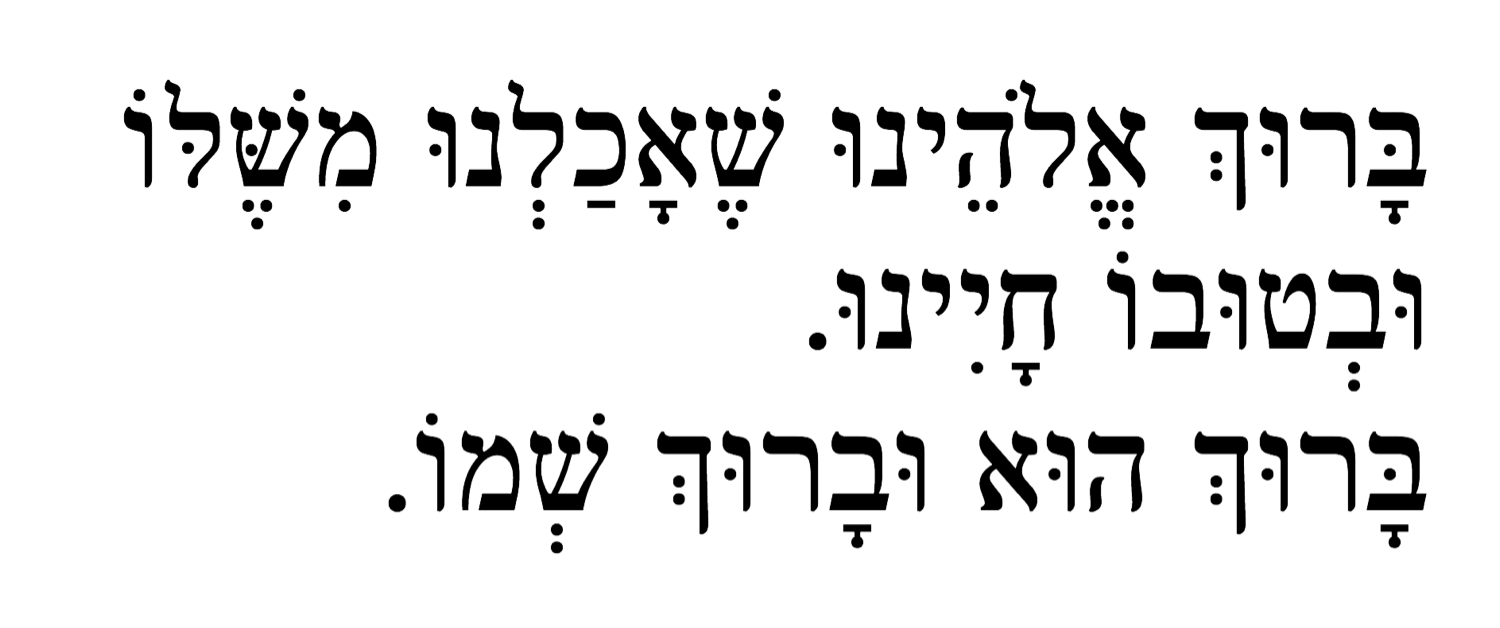 בָּרוּךְ אֱלֹהֵינוּ שֶׁאָכַלְנוּ מִשֶּׁלּוֹ
וּבְטוּבוֹ חָיִינוּ.
בָּרוּךְ הוּא וּבָרוּךְ שְׁמוֹ.